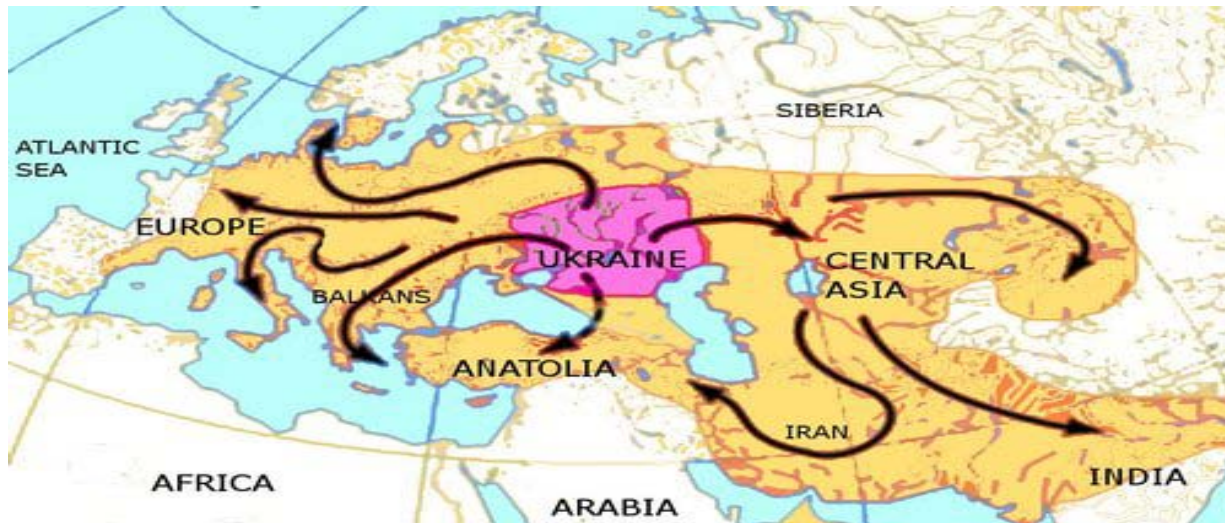 SIBERIA
ATLANTIC
SEA
EUROPE
UKRAINE
CENTRAL
ASIA
BALKANS
ANATOLIA
IRAN
INDIA
AFRICA
ARABIA